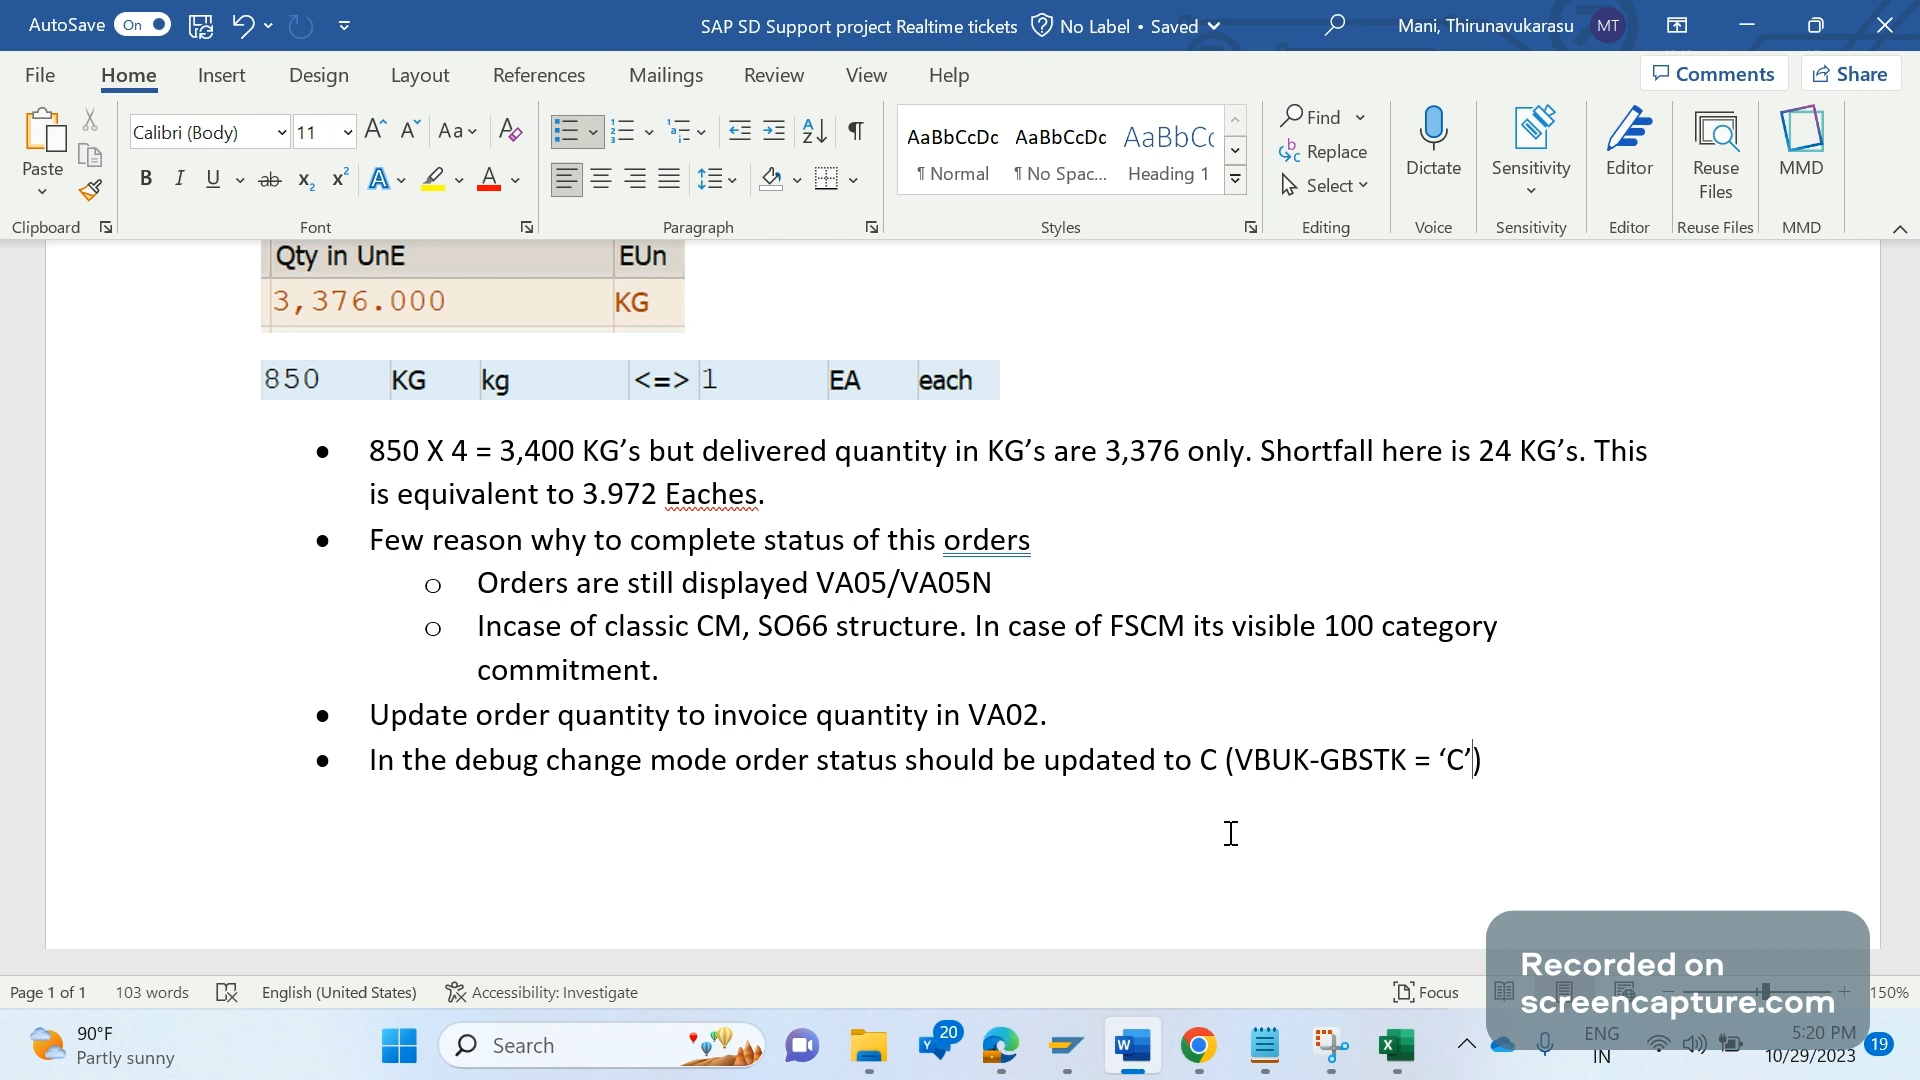 AutoSave On SAP SD Support project Realtime tickets No Label • Saved Mani, Thirunavukarasu MT
File Home Insert Design Layout References Mailings Review View Help Comments Share
Paste
Calibri (Body) 11 Aa
AaBbCcDc AaBbCcDc AaBbCc
¶ Normal ¶ No Spac... Heading 1
Find
Replace
Select
Dictate Sensitivity Editor Reuse Files MMD
Clipboard Font Paragraph Styles Editing Voice Sensitivity Editor Reuse Files MMD
Qty in UnE EUn
3,376.000 KG
850 KG kg <=> 1 EA each
• 850 X 4 = 3,400 KG’s but delivered quantity in KG’s are 3,376 only. Shortfall here is 24 KG’s. This
is equivalent to 3.972 Eaches.
• Few reason why to complete status of this orders
o Orders are still displayed VA05/VA05N
o Incase of classic CM, SO66 structure. In case of FSCM its visible 100 category
commitment.
• Update order quantity to invoice quantity in VA02.
• In the debug change mode order status should be updated to C (VBUK-GBSTK = ‘C’)
Recorded on
screencapture.com
Page 1 of 1 103 words English (United States) Accessibility: Investigate Focus 150%
90°F
Partly sunny
Search
20
ENG
IN
5:20 PM
10/29/2023
19